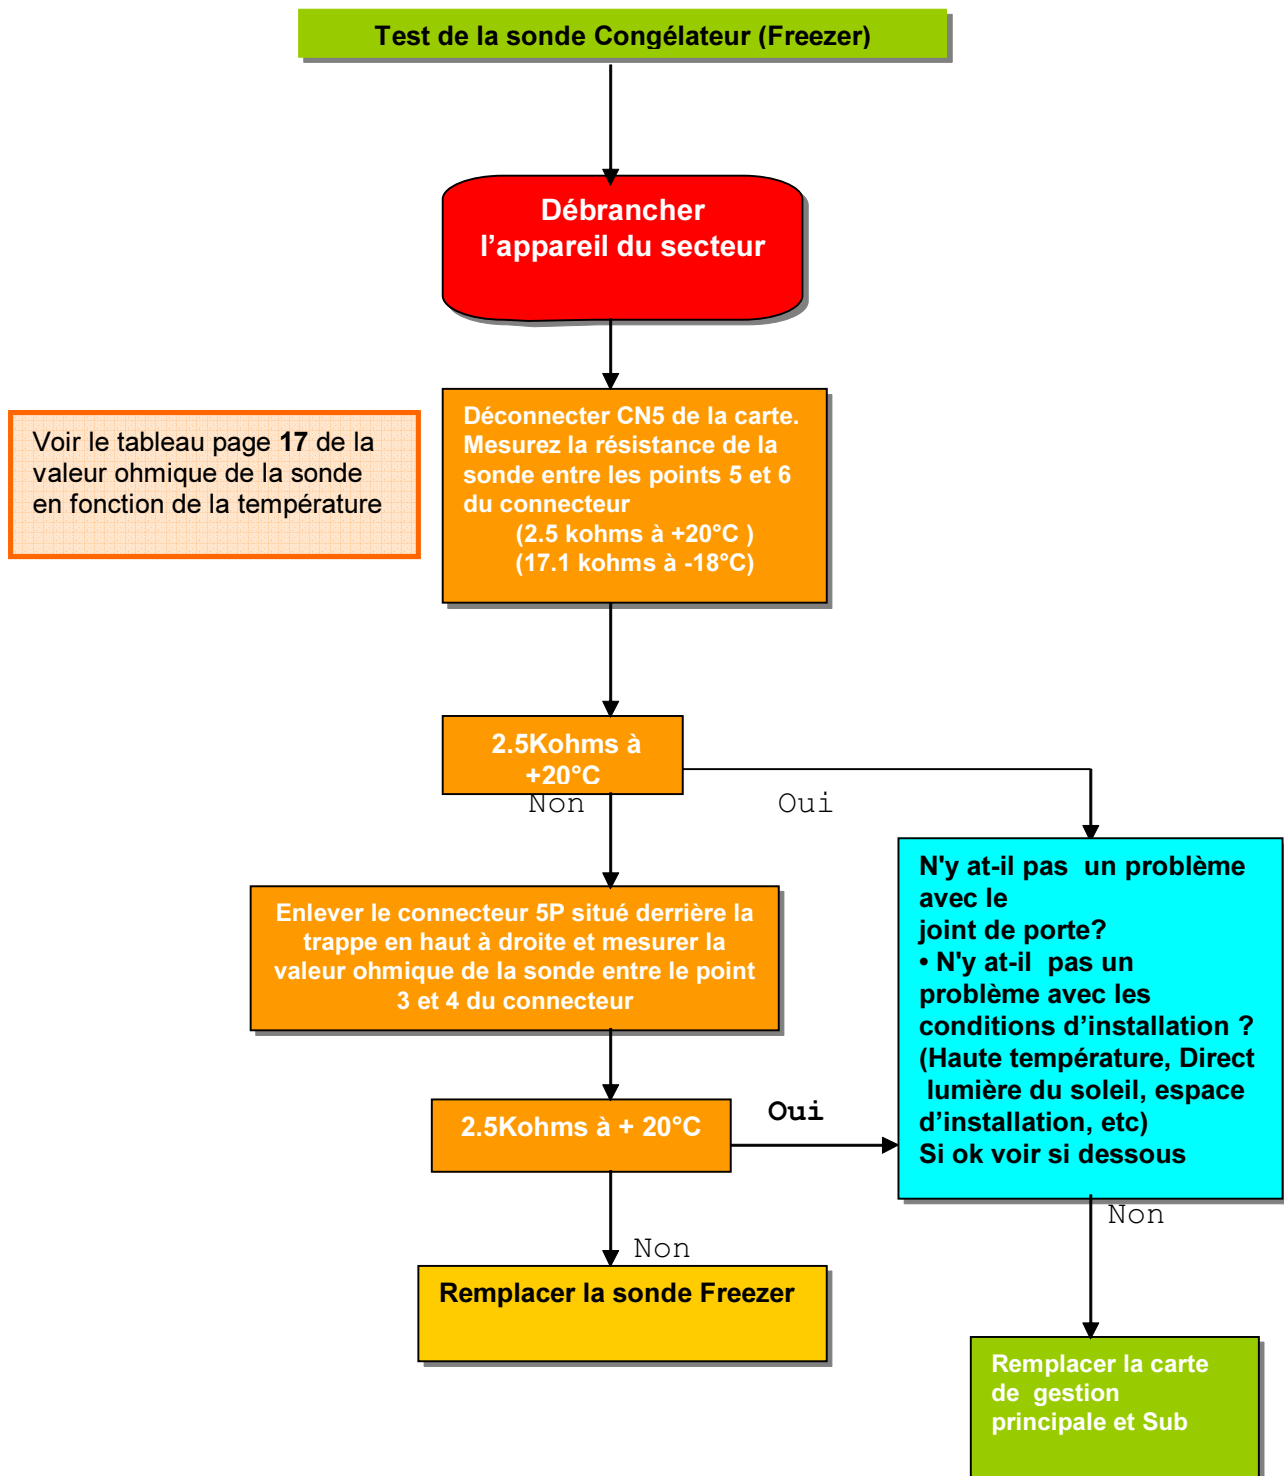 Test de la sonde Congélateur (Freezer)
Débrancher
l’appareil du secteur
Voir le tableau page 17 de la
valeur ohmique de la sonde
en fonction de la température
Déconnecter CN5 de la carte.
Mesurez la résistance de la
sonde entre les points 5 et 6
du connecteur
(2.5 kohms à +20°C )
(17.1 kohms à -18°C)
2.5Kohms à
+20°C
Non
Oui
Enlever le connecteur 5P situé derrière la
trappe en haut à droite et mesurer la
valeur ohmique de la sonde entre le point
3 et 4 du connecteur
N'y at-il pas  un problème
avec le
joint de porte?
• N'y at-il  pas un
problème avec les
conditions d’installation ?
(Haute température, Direct
lumière du soleil, espace
d’installation, etc)
Si ok voir si dessous
2.5Kohms à + 20°C
Oui
Non
Non
Remplacer la sonde Freezer
Remplacer la carte
de  gestion
principale et Sub